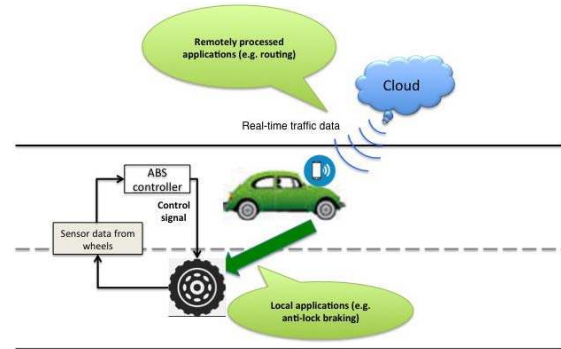 Remotely processed
applications (e.g. routing)
Cloud
Real-time traffic data
ABS
controller
Control
signal
Sensor data from
wheels
Local applications (e.g.
anti-lock braking)